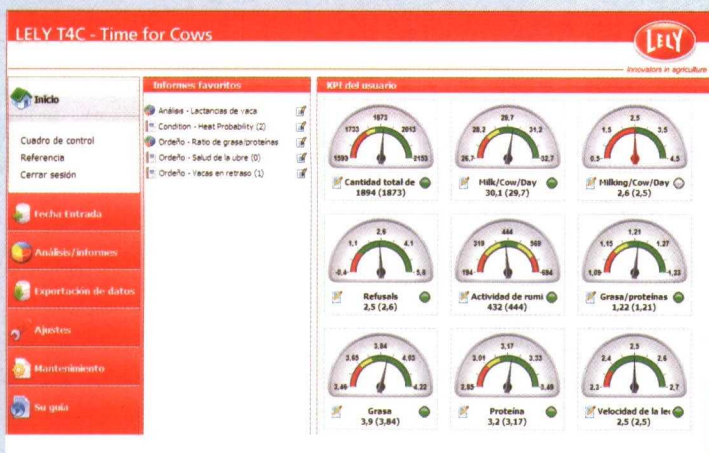 LELY T4C - Time for Cows
LELY
innovators in agriculture
Inicio
Cuadro de control
Referencia
Cerrar sesión
Fecha Entrada
Análisis/informes
Exportación de datos
Ajustes
Mantenimiento
Su guía
Informes favoritos
Análisis - Lactancias de vaca
Condition - Heat Probability (2)
Ordeño - Ratio de grasa/proteínas
Ordeño - Salud de la ubre (0)
Ordeño - Vacas en retraso (1)
KPI del usuario
1593 1733 1873 2013 2153
Cantidad total de
1894 (1873)
26,7 28,2 29,7 31,2 32,7
Milk/Cow/Day
30,1 (29,7)
0,5 1,5 2,5 3,5 4,5
Milking/Cow/Day
2,6 (2,5)
-0,4 1,1 2,6 4,1 5,6
Refusals
2,5 (2,6)
194 319 444 569 694
Actividad de rumi
432 (444)
1,09 1,15 1,21 1,27 1,33
Grasa/proteínas
1,22 (1,21)
3,46 3,65 3,84 4,03 4,22
Grasa
3,9 (3,84)
2,85 3,01 3,17 3,33 3,49
Proteína
3,2 (3,17)
2,3 2,4 2,5 2,6 2,7
Velocidad de la lec
2,5 (2,5)